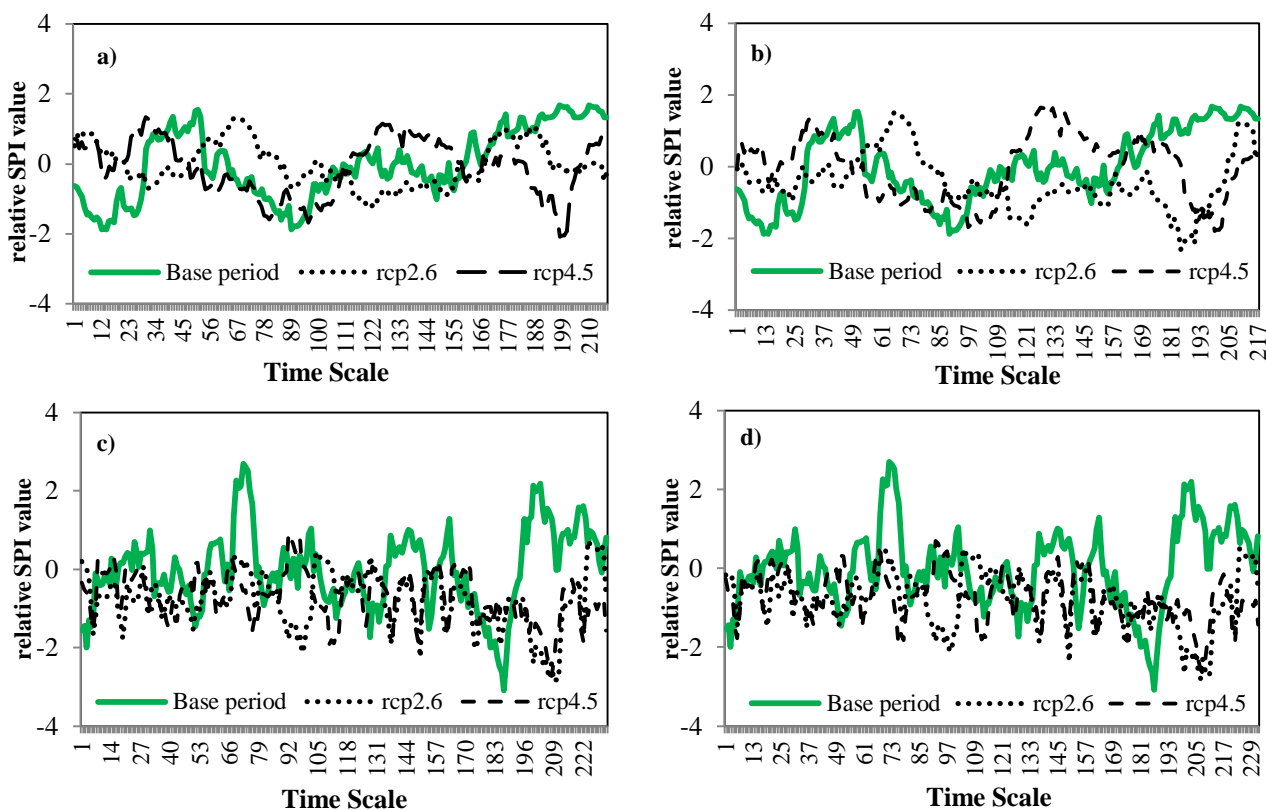 a)
relative SPI value
4
2
0
-2
-4
Base period rcp2.6 rcp4.5
1 12 23 34 45 56 67 78 89 100 111 122 133 144 155 166 177 188 199 210
Time Scale
b)
relative SPI value
4
2
0
-2
-4
Base period rcp2.6 rcp4.5
1 13 25 37 49 61 73 85 97 109 121 133 145 157 169 181 193 205 217
Time Scale
c)
relative SPI value
4
2
0
-2
-4
Base period rcp2.6 rcp4.5
1 14 27 40 53 66 79 92 105 118 131 144 157 170 183 196 209 222
Time Scale
d)
relative SPI value
4
2
0
-2
-4
Base period rcp2.6 rcp4.5
1 13 25 37 49 61 73 85 97 109 121 133 145 157 169 181 193 205 217 229
Time Scale